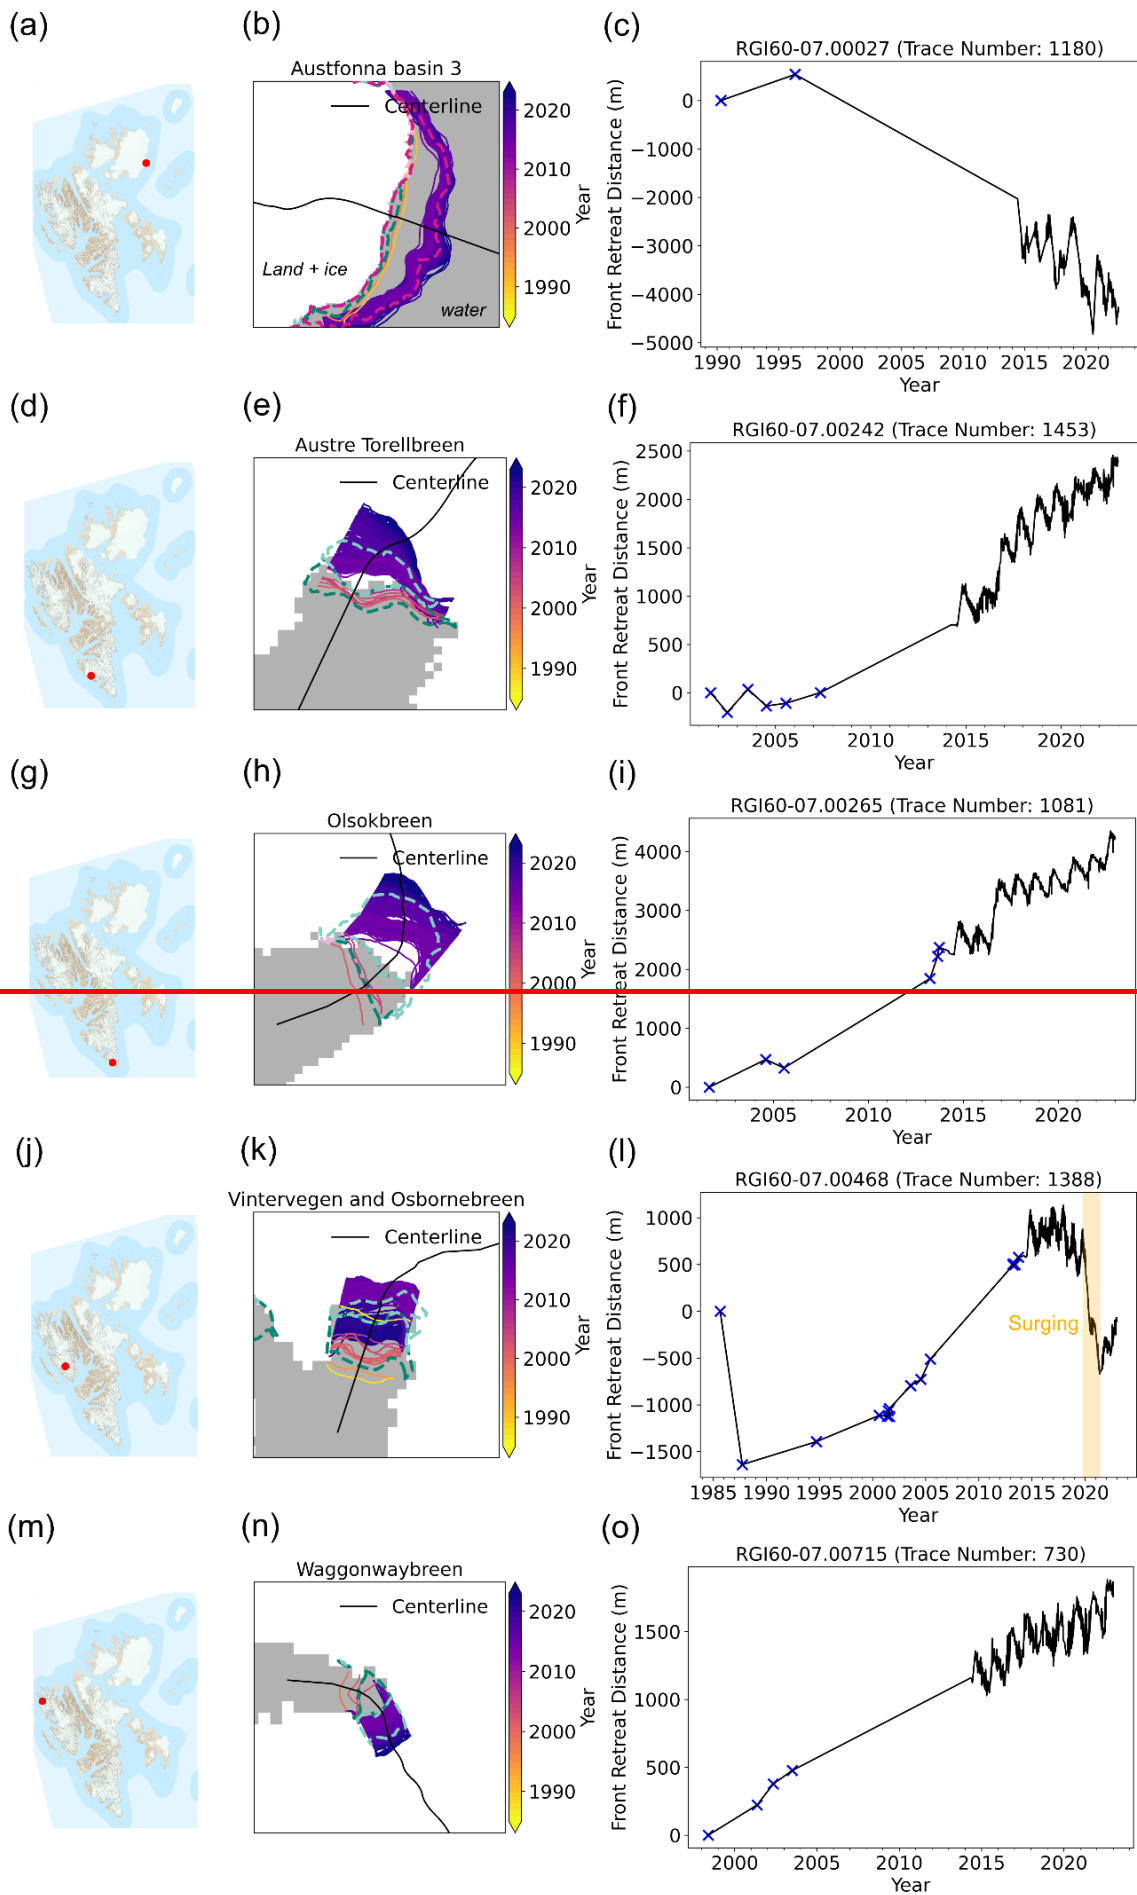 (a)
(b)
(c)
Austfonna basin 3
Centerline
Land + ice
water
2020
2010
2000
1990
Year
RGI60-07.00027 (Trace Number: 1180)
Front Retreat Distance (m)
0
−1000
−2000
−3000
−4000
−5000
1990 1995 2000 2005 2010 2015 2020
Year
(d)
(e)
(f)
Austre Torellbreen
Centerline
2020
2010
2000
1990
Year
RGI60-07.00242 (Trace Number: 1453)
Front Retreat Distance (m)
2500
2000
1500
1000
500
0
2005 2010 2015 2020
Year
(g)
(h)
(i)
Olsokbreen
Centerline
2020
2010
2000
1990
Year
RGI60-07.00265 (Trace Number: 1081)
Front Retreat Distance (m)
4000
3000
2000
1000
0
2005 2010 2015 2020
Year
(j)
(k)
(l)
Vintervegen and Osbornebreen
Centerline
2020
2010
2000
1990
Year
RGI60-07.00468 (Trace Number: 1388)
Front Retreat Distance (m)
1000
500
0
−500
−1000
−1500
Surging
1985 1990 1995 2000 2005 2010 2015 2020
Year
(m)
(n)
(o)
Waggonwaybreen
Centerline
2020
2010
2000
1990
Year
RGI60-07.00715 (Trace Number: 730)
Front Retreat Distance (m)
1500
1000
500
0
2000 2005 2010 2015 2020
Year